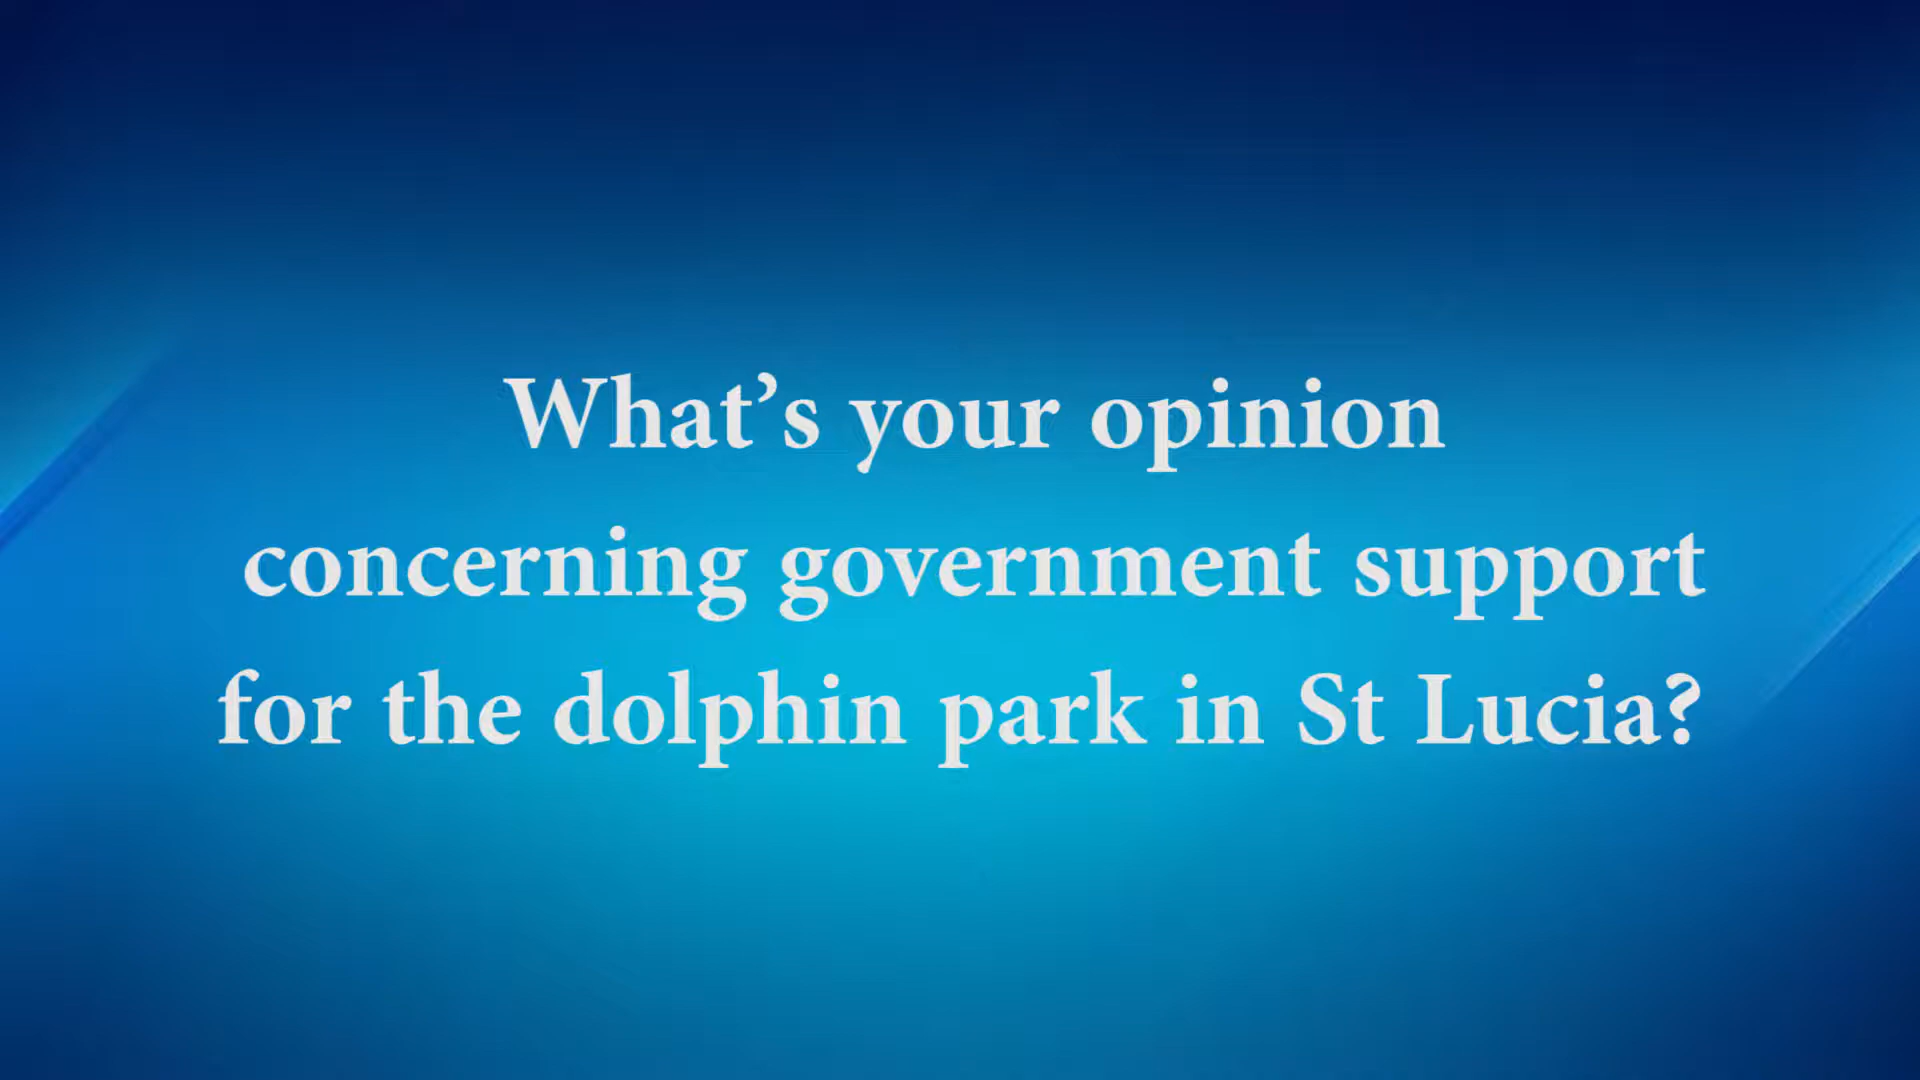 What’s your opinion
concerning government support
for the dolphin park in St Lucia?